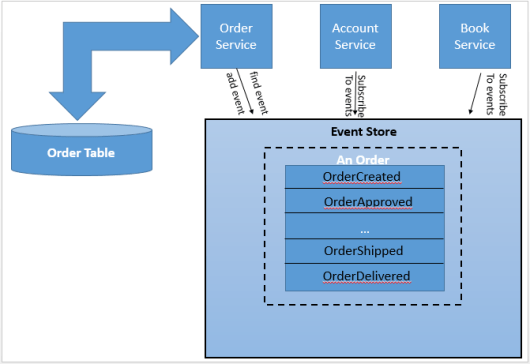 Order
Service
Account
Service
Book
Service
add event
find event
Subscribe
To events
Subscribe
To events
Order Table
Event Store
An Order
OrderCreated
OrderApproved
...
OrderShipped
OrderDelivered